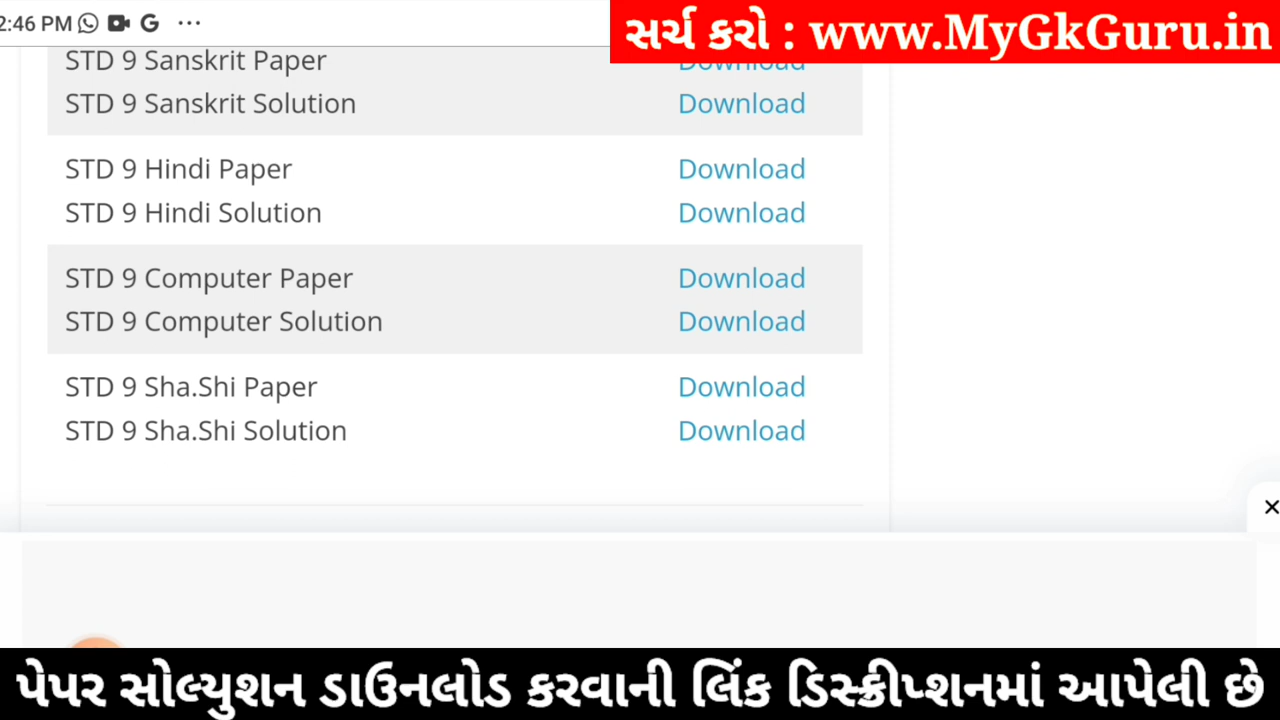 2:46 PM
સર્ચ કરો : www.MyGkGuru.in
STD 9 Sanskrit Paper Download
STD 9 Sanskrit Solution Download
STD 9 Hindi Paper Download
STD 9 Hindi Solution Download
STD 9 Computer Paper Download
STD 9 Computer Solution Download
STD 9 Sha.Shi Paper Download
STD 9 Sha.Shi Solution Download
પેપર સોલ્યુશન ડાઉનલોડ કરવાની લિંક ડિસ્ક્રીપ્શનમાં આપેલી છે